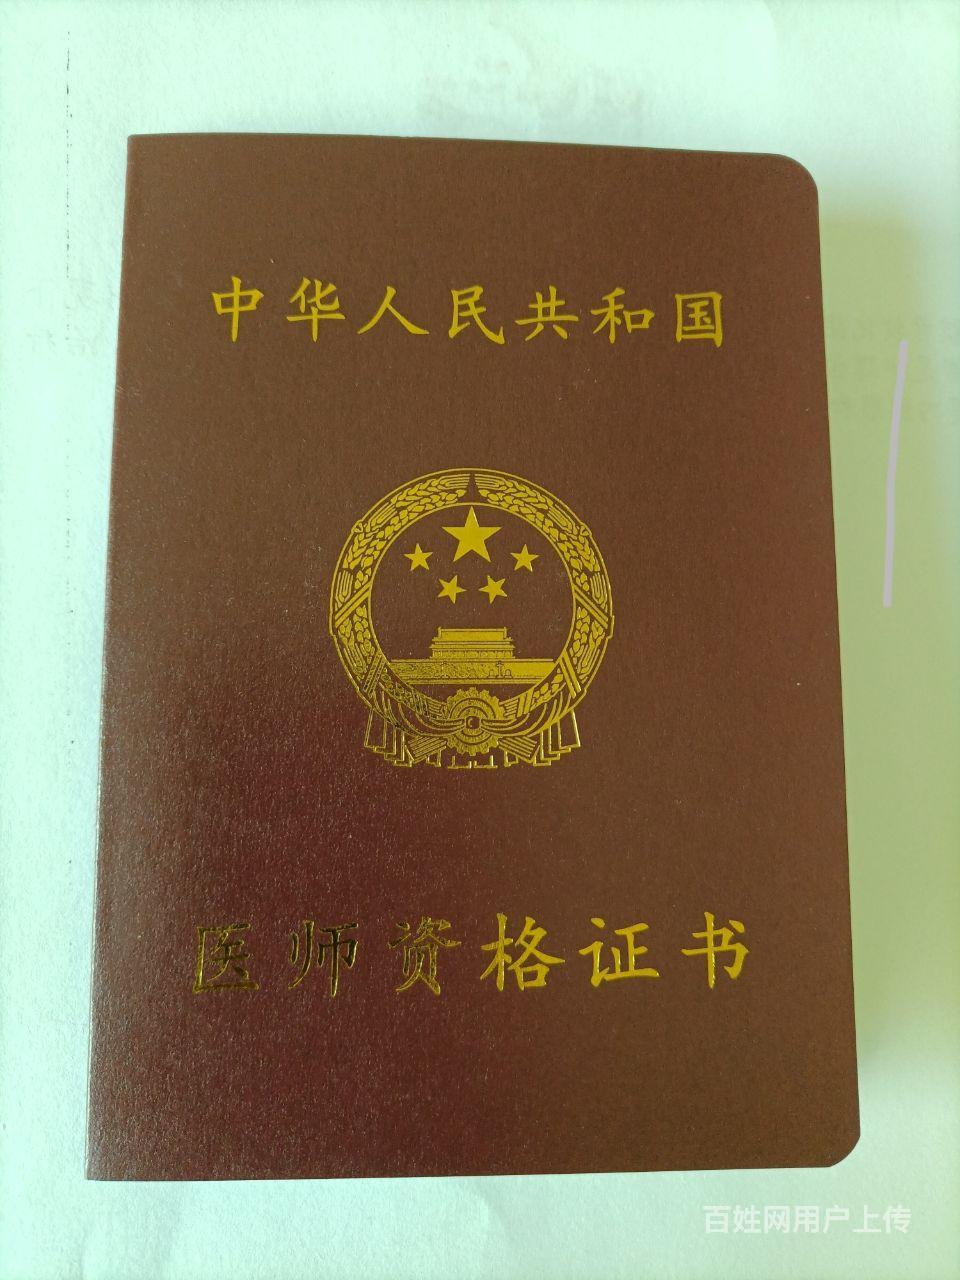 中华人民共和国
医师资格证书
百姓网用户上传